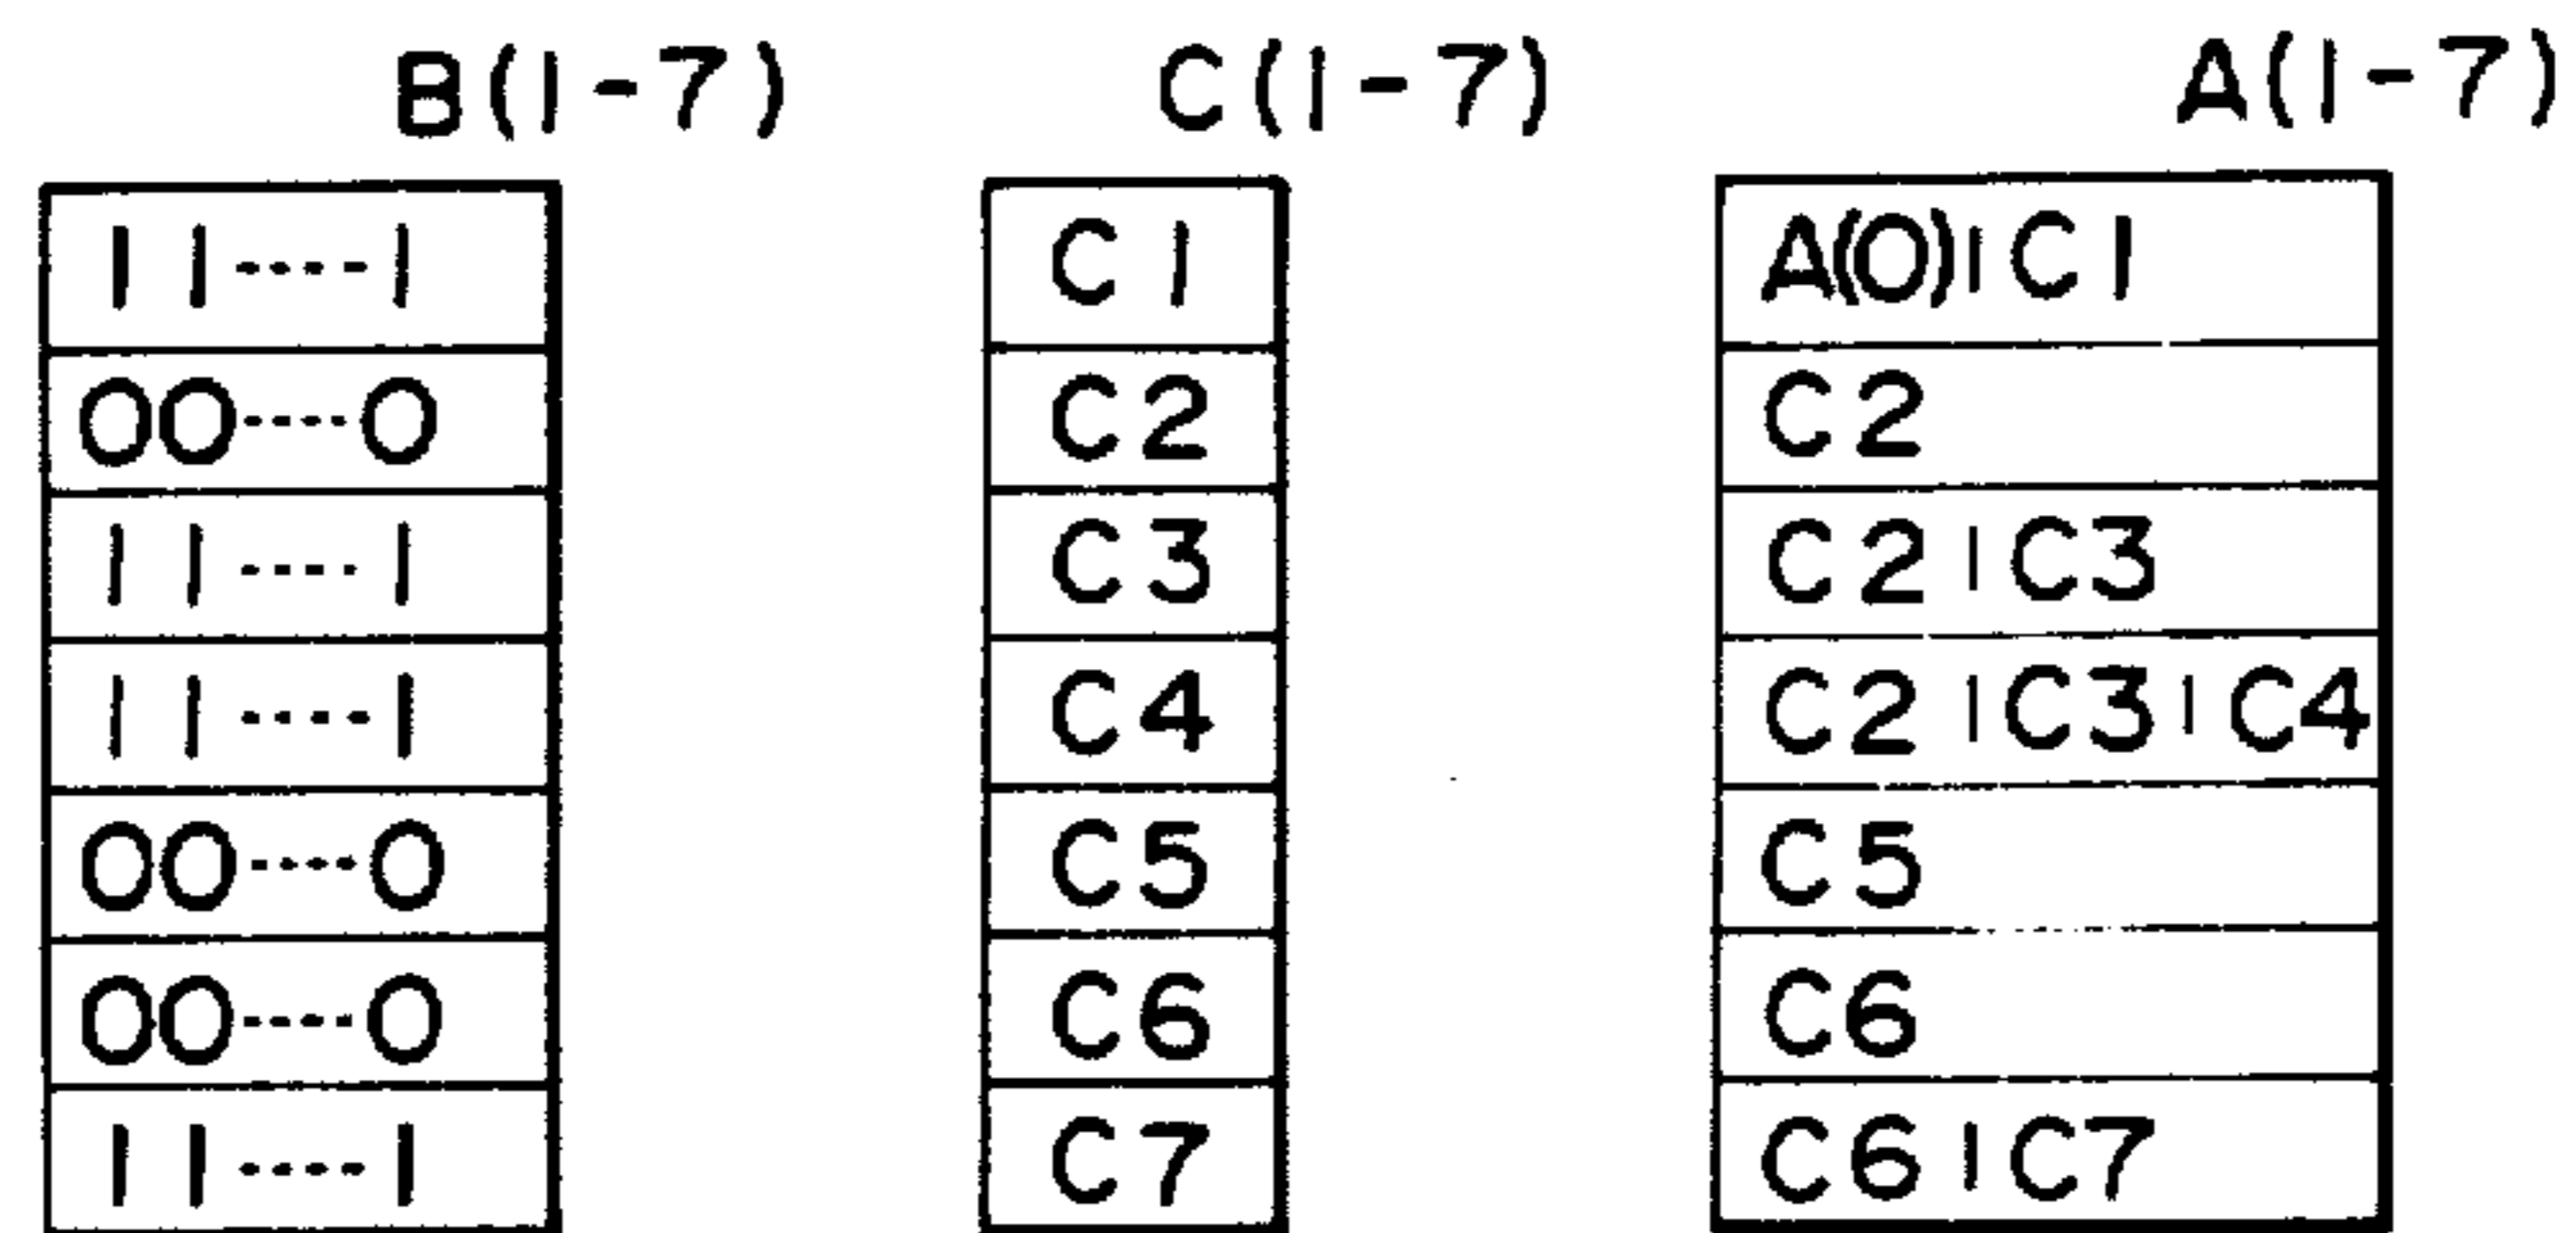 B(1-7) C(1-7) A(1-7)
11----1 C1 A(0)|C1
00----0 C2 C2
11----1 C3 C2|C3
11----1 C4 C2|C3|C4
00----0 C5 C5
00----0 C6 C6
11----1 C7 C6|C7